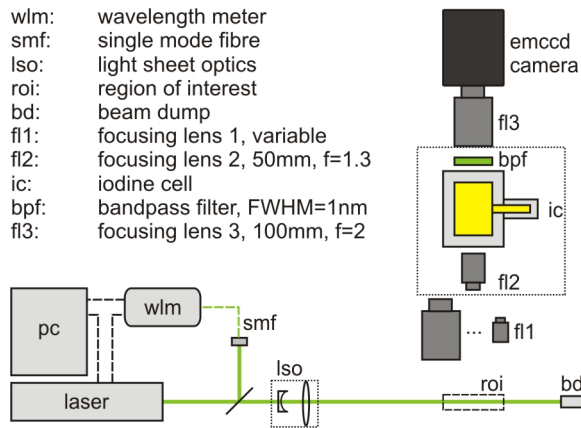 wlm: wavelength meter
smf: single mode fibre
lso: light sheet optics
roi: region of interest
bd: beam dump
fl1: focusing lens 1, variable
fl2: focusing lens 2, 50mm, f=1.3
ic: iodine cell
bpf: bandpass filter, FWHM=1nm
fl3: focusing lens 3, 100mm, f=2
emccd
camera
fl3
bpf
ic
fl2
... fl1
pc
wlm
smf
laser
lso
roi
bd